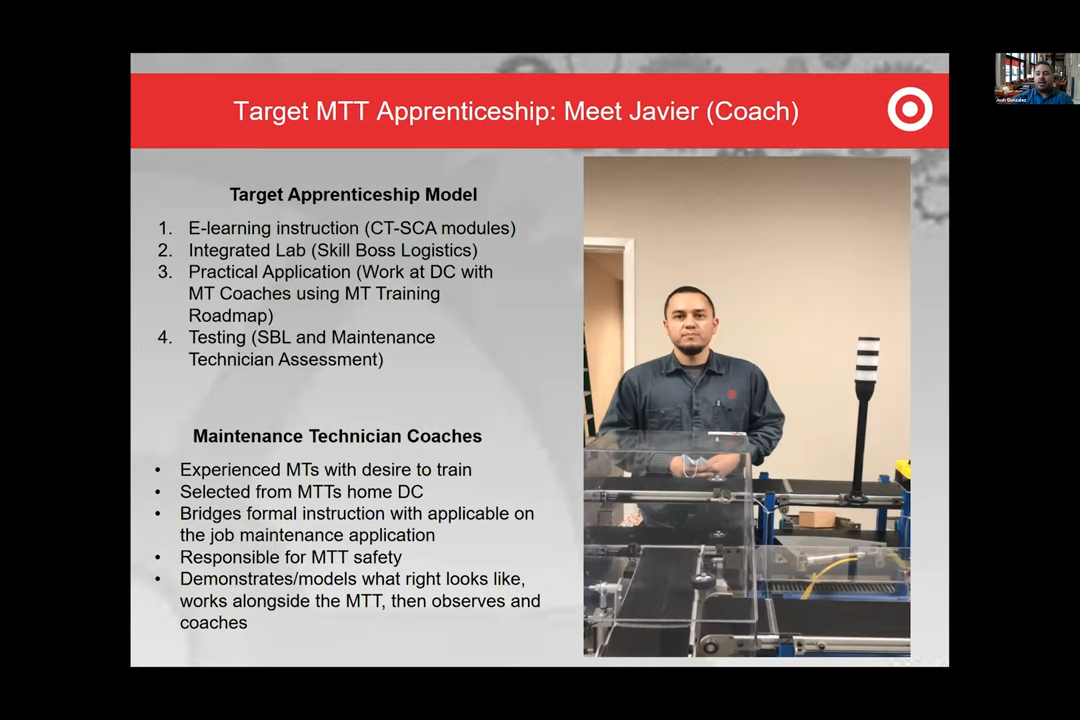 Target MTT Apprenticeship: Meet Javier (Coach)
Josh Gonzalez
Target Apprenticeship Model
1. E-learning instruction (CT-SCA modules)
2. Integrated Lab (Skill Boss Logistics)
3. Practical Application (Work at DC with
MT Coaches using MT Training
Roadmap)
4. Testing (SBL and Maintenance
Technician Assessment)
Maintenance Technician Coaches
• Experienced MTs with desire to train
• Selected from MTTs home DC
• Bridges formal instruction with applicable on
the job maintenance application
• Responsible for MTT safety
• Demonstrates/models what right looks like,
works alongside the MTT, then observes and
coaches